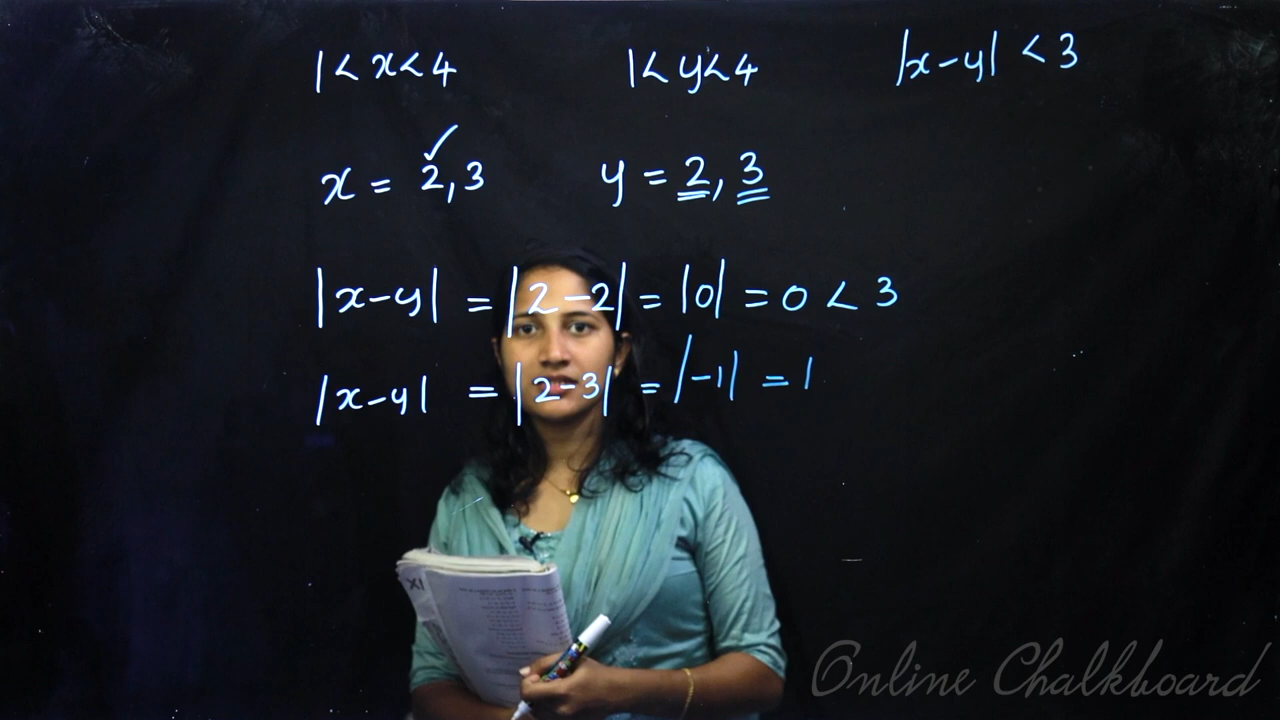 1 < x < 4 1 < y < 4 |x-y| < 3
x = 2, 3 y = 2, 3
|x-y| = |2-2| = |0| = 0 < 3
|x-y| = |2-3| = |-1| = 1
XI
Online Chalkboard